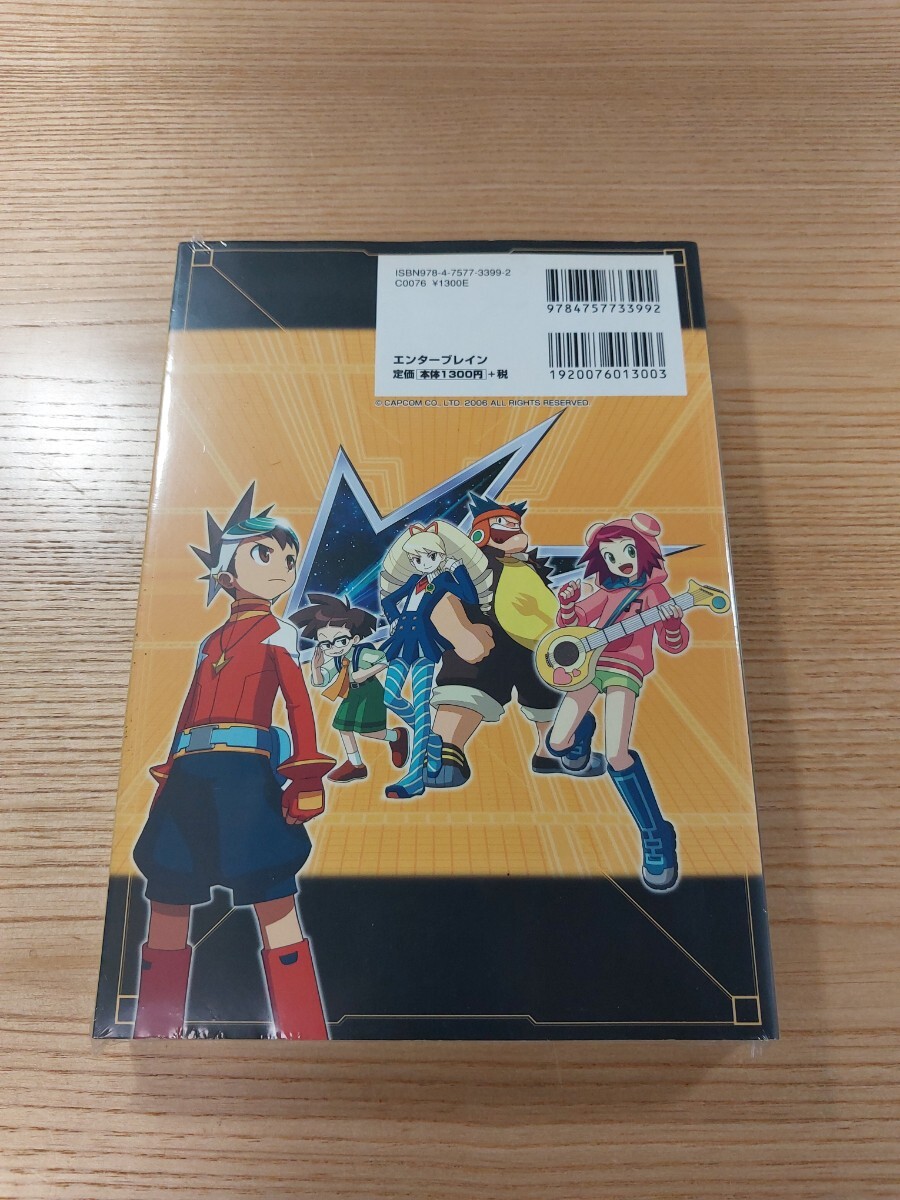 ISBN978-4-7577-3399-2
C0076 ¥1300E
9784757733992
エンターブレイン
定価 本体1300円 +税
1920076013003
© CAPCOM CO., LTD. 2006 ALL RIGHTS RESERVED.